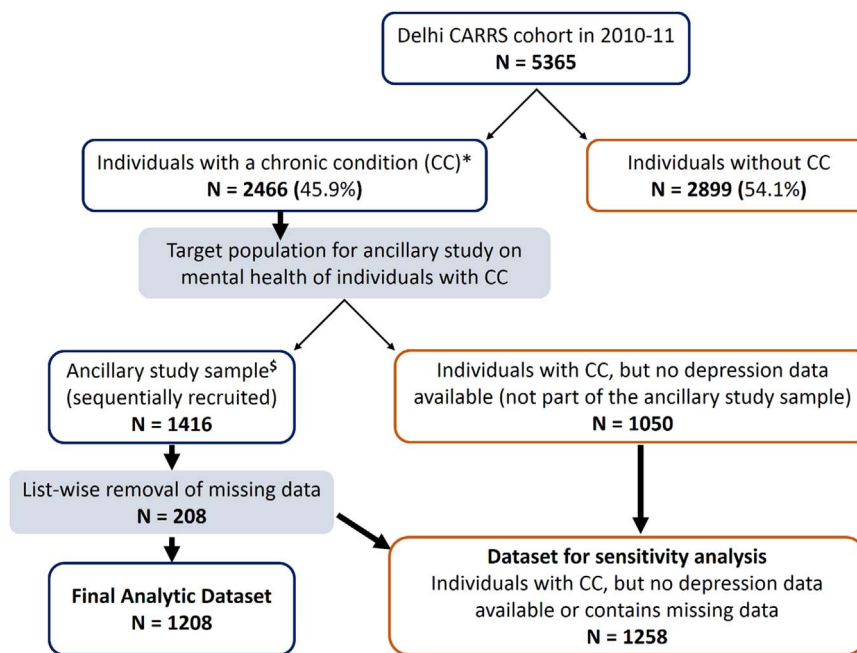 Delhi CARRS cohort in 2010-11
N = 5365
Individuals with a chronic condition (CC)*
N = 2466 (45.9%)
Individuals without CC
N = 2899 (54.1%)
Target population for ancillary study on
mental health of individuals with CC
Ancillary study sample$
(sequentially recruited)
N = 1416
Individuals with CC, but no depression data
available (not part of the ancillary study sample)
N = 1050
List-wise removal of missing data
N = 208
Final Analytic Dataset
N = 1208
Dataset for sensitivity analysis
Individuals with CC, but no depression data
available or contains missing data
N = 1258